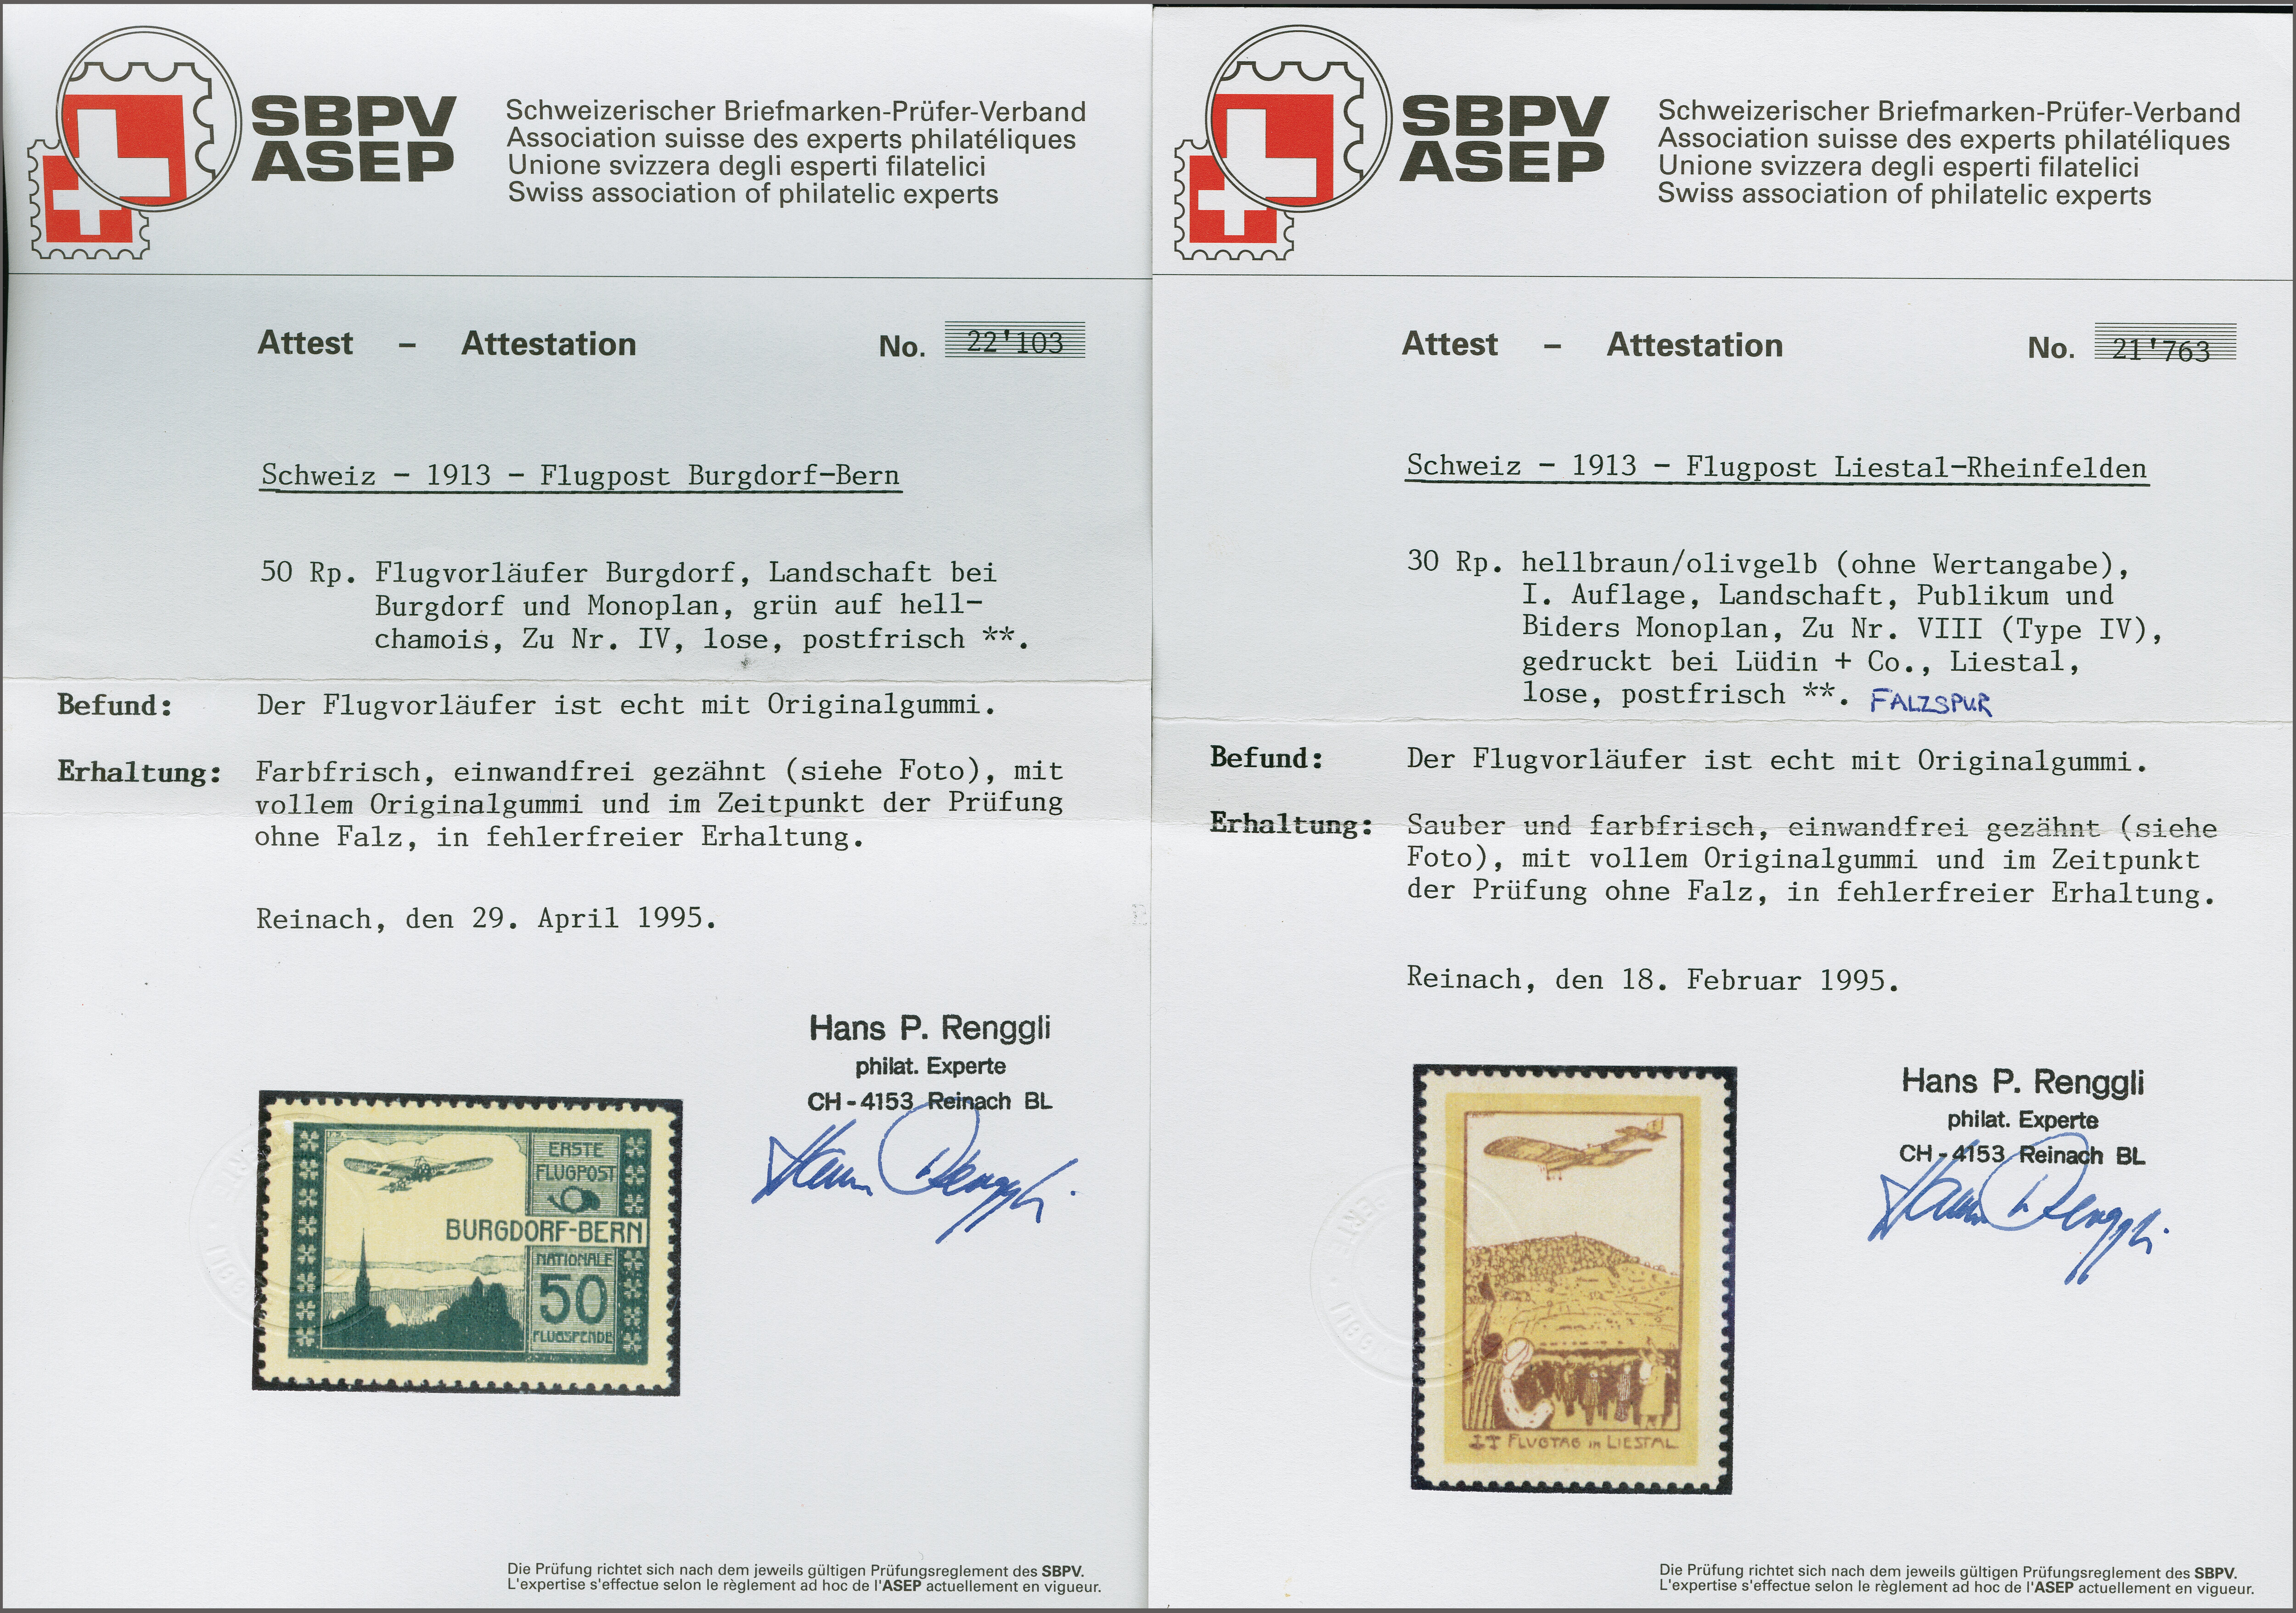 SBPV
ASEP
Schweizerischer Briefmarken-Prüfer-Verband
Association suisse des experts philatéliques
Unione svizzera degli esperti filatelici
Swiss association of philatelic experts
Attest – Attestation No. 22'103
Schweiz - 1913 - Flugpost Burgdorf-Bern
50 Rp. Flugvorläufer Burgdorf, Landschaft bei
Burgdorf und Monoplan, grün auf hell-
chamois, Zu Nr. IV, lose, postfrisch **.
Befund: Der Flugvorläufer ist echt mit Originalgummi.
Erhaltung: Farbfrisch, einwandfrei gezähnt (siehe Foto), mit
vollem Originalgummi und im Zeitpunkt der Prüfung
ohne Falz, in fehlerfreier Erhaltung.
Reinach, den 29. April 1995.
Hans P. Renggli
philat. Experte
CH-4153 Reinach BL
Hans Renggli
ERSTE
FLUGPOST
BURGDORF-BERN
NATIONALE
50
FLUGSPENDE
Die Prüfung richtet sich nach dem jeweils gültigen Prüfungsreglement des SBPV.
L'expertise s'effectue selon le règlement ad hoc de l'ASEP actuellement en vigueur.
SBPV
ASEP
Schweizerischer Briefmarken-Prüfer-Verband
Association suisse des experts philatéliques
Unione svizzera degli esperti filatelici
Swiss association of philatelic experts
Attest – Attestation No. 21'763
Schweiz - 1913 - Flugpost Liestal-Rheinfelden
30 Rp. hellbraun/olivgelb (ohne Wertangabe),
I. Auflage, Landschaft, Publikum und
Biders Monoplan, Zu Nr. VIII (Type IV),
gedruckt bei Lüdin + Co., Liestal,
lose, postfrisch **. FALZSPUR
Befund: Der Flugvorläufer ist echt mit Originalgummi.
Erhaltung: Sauber und farbfrisch, einwandfrei gezähnt (siehe
Foto), mit vollem Originalgummi und im Zeitpunkt
der Prüfung ohne Falz, in fehlerfreier Erhaltung.
Reinach, den 18. Februar 1995.
Hans P. Renggli
philat. Experte
CH-4153 Reinach BL
Hans Renggli
II FLUGTAG IN LIESTAL
Die Prüfung richtet sich nach dem jeweils gültigen Prüfungsreglement des SBPV.
L'expertise s'effectue selon le règlement ad hoc de l'ASEP actuellement en vigueur.